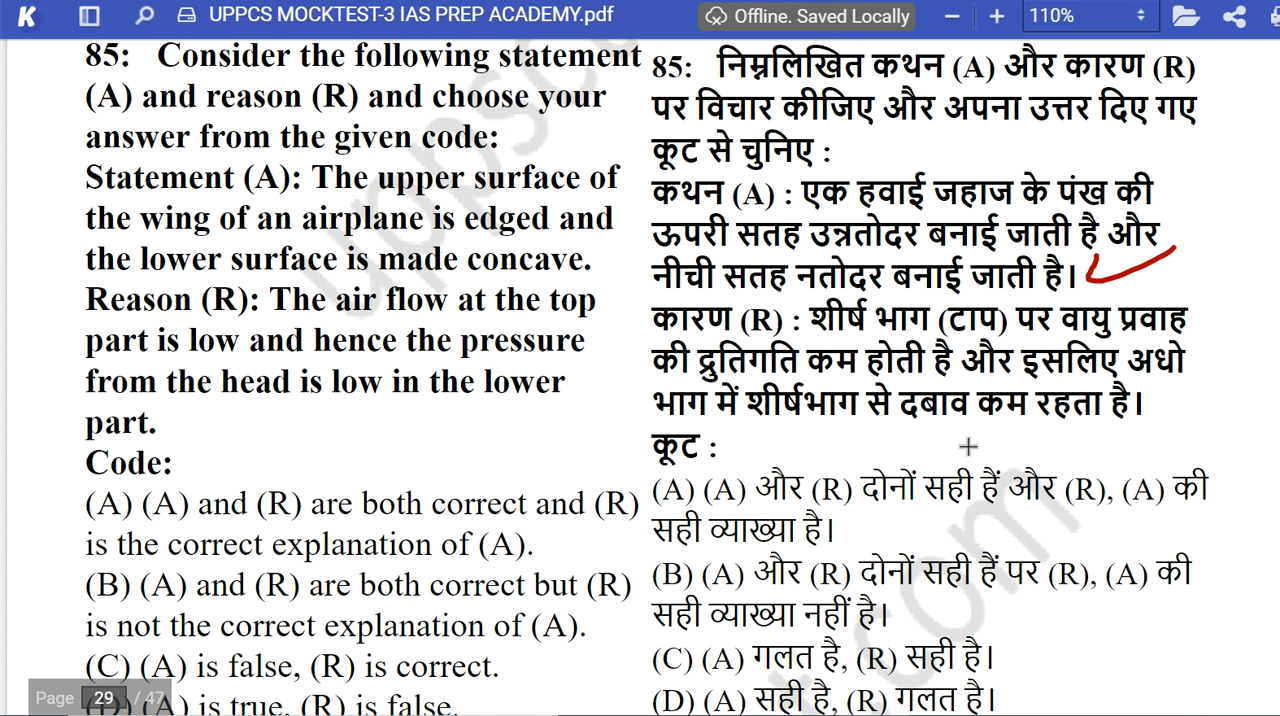 UPPCS MOCKTEST-3 IAS PREP ACADEMY.pdf
Offline. Saved Locally
110%
85: Consider the following statement
(A) and reason (R) and choose your
answer from the given code:
Statement (A): The upper surface of
the wing of an airplane is edged and
the lower surface is made concave.
Reason (R): The air flow at the top
part is low and hence the pressure
from the head is low in the lower
part.
Code:
(A) (A) and (R) are both correct and (R)
is the correct explanation of (A).
(B) (A) and (R) are both correct but (R)
is not the correct explanation of (A).
(C) (A) is false, (R) is correct.
(D) (A) is true, (R) is false.
85: निम्नलिखित कथन (A) और कारण (R)
पर विचार कीजिए और अपना उत्तर दिए गए
कूट से चुनिए :
कथन (A) : एक हवाई जहाज के पंख की
ऊपरी सतह उन्नतोदर बनाई जाती है और
नीची सतह नतोदर बनाई जाती है।
कारण (R) : शीर्ष भाग (टाप) पर वायु प्रवाह
की द्रुतिगति कम होती है और इसलिए अधो
भाग में शीर्षभाग से दबाव कम रहता है।
कूट :
(A) (A) और (R) दोनों सही हैं और (R), (A) की
सही व्याख्या है।
(B) (A) और (R) दोनों सही हैं पर (R), (A) की
सही व्याख्या नहीं है।
(C) (A) गलत है, (R) सही है।
(D) (A) सही है, (R) गलत है।
Page 29 / 47